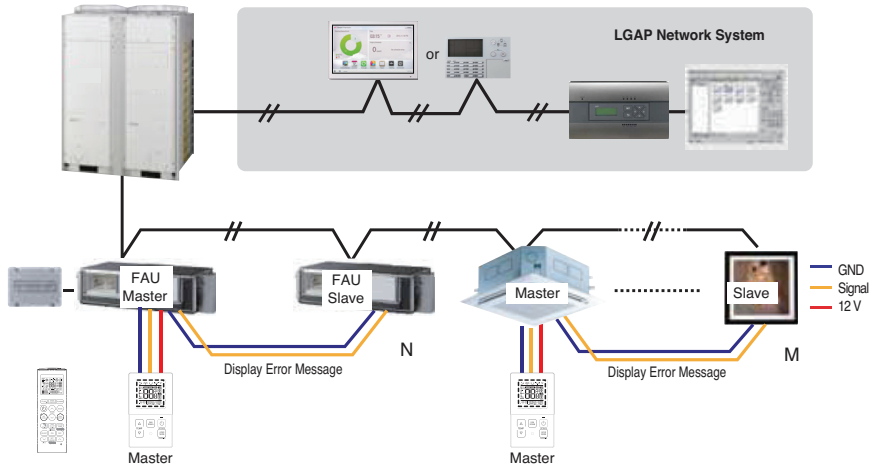 LGAP Network System
or
FAU
Master
FAU
Slave
Master
Slave
GND
Signal
12 V
N
M
Display Error Message
Display Error Message
Master
Master